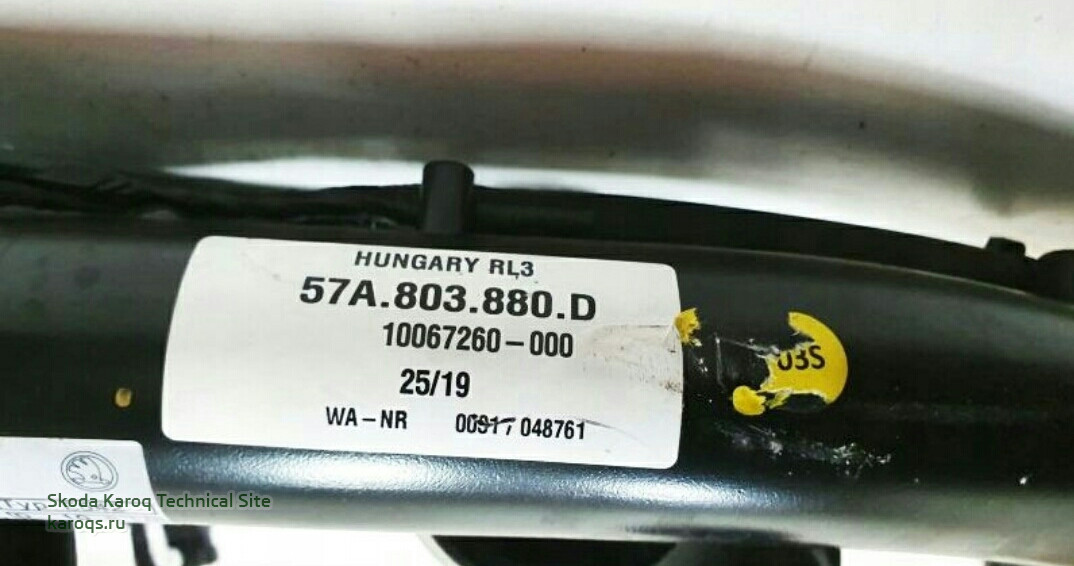 HUNGARY RL3
57A.803.880.D
10067260-000
25/19
WA-NR 048761
03S
Skoda Karoq Technical Site
karoqs.ru